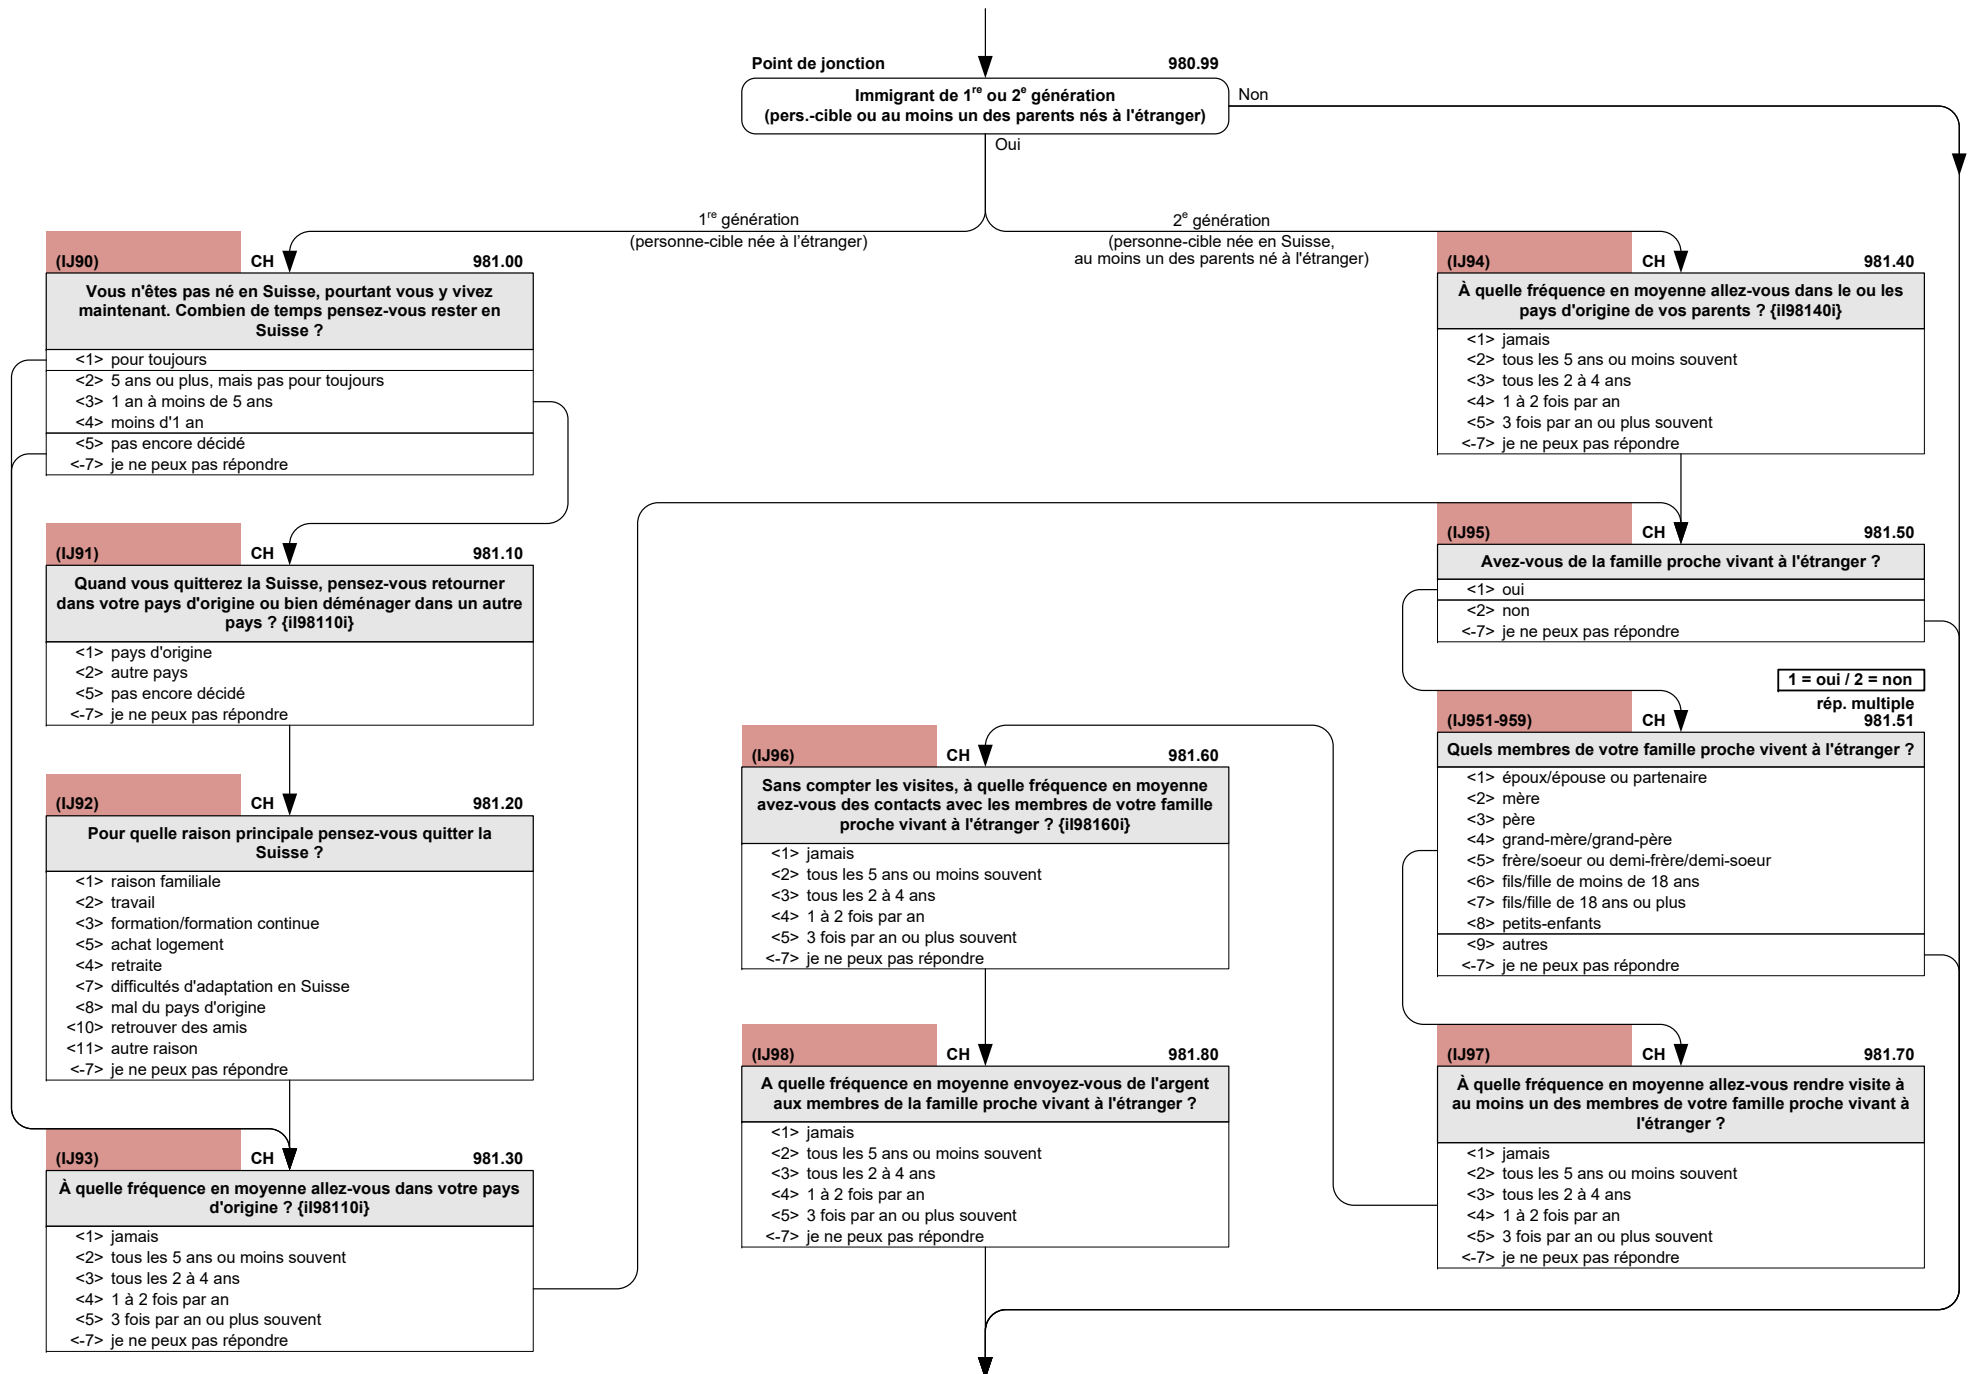 Point de jonction 980.99
Immigrant de 1re ou 2e génération
(pers.-cible ou au moins un des parents nés à l'étranger)
Non
Oui
1re génération
(personne-cible née à l'étranger)
2e génération
(personne-cible née en Suisse,
au moins un des parents né à l'étranger)
(IJ90) CH 981.00
Vous n'êtes pas né en Suisse, pourtant vous y vivez
maintenant. Combien de temps pensez-vous rester en
Suisse ?
<1> pour toujours
<2> 5 ans ou plus, mais pas pour toujours
<3> 1 an à moins de 5 ans
<4> moins d'1 an
<5> pas encore décidé
<-7> je ne peux pas répondre
(IJ91) CH 981.10
Quand vous quitterez la Suisse, pensez-vous retourner
dans votre pays d'origine ou bien déménager dans un autre
pays ? {il98110i}
<1> pays d'origine
<2> autre pays
<5> pas encore décidé
<-7> je ne peux pas répondre
(IJ92) CH 981.20
Pour quelle raison principale pensez-vous quitter la
Suisse ?
<1> raison familiale
<2> travail
<3> formation/formation continue
<5> achat logement
<4> retraite
<7> difficultés d'adaptation en Suisse
<8> mal du pays d'origine
<10> retrouver des amis
<11> autre raison
<-7> je ne peux pas répondre
(IJ93) CH 981.30
À quelle fréquence en moyenne allez-vous dans votre pays
d'origine ? {il98110i}
<1> jamais
<2> tous les 5 ans ou moins souvent
<3> tous les 2 à 4 ans
<4> 1 à 2 fois par an
<5> 3 fois par an ou plus souvent
<-7> je ne peux pas répondre
(IJ94) CH 981.40
À quelle fréquence en moyenne allez-vous dans le ou les
pays d'origine de vos parents ? {il98140i}
<1> jamais
<2> tous les 5 ans ou moins souvent
<3> tous les 2 à 4 ans
<4> 1 à 2 fois par an
<5> 3 fois par an ou plus souvent
<-7> je ne peux pas répondre
(IJ95) CH 981.50
Avez-vous de la famille proche vivant à l'étranger ?
<1> oui
<2> non
<-7> je ne peux pas répondre
1 = oui / 2 = non
rép. multiple
(IJ951-959) CH 981.51
Quels membres de votre famille proche vivent à l'étranger ?
<1> époux/épouse ou partenaire
<2> mère
<3> père
<4> grand-mère/grand-père
<5> frère/soeur ou demi-frère/demi-soeur
<6> fils/fille de moins de 18 ans
<7> fils/fille de 18 ans ou plus
<8> petits-enfants
<9> autres
<-7> je ne peux pas répondre
(IJ97) CH 981.70
À quelle fréquence en moyenne allez-vous rendre visite à
au moins un des membres de votre famille proche vivant à
l'étranger ?
<1> jamais
<2> tous les 5 ans ou moins souvent
<3> tous les 2 à 4 ans
<4> 1 à 2 fois par an
<5> 3 fois par an ou plus souvent
<-7> je ne peux pas répondre
(IJ96) CH 981.60
Sans compter les visites, à quelle fréquence en moyenne
avez-vous des contacts avec les membres de votre famille
proche vivant à l'étranger ? {il98160i}
<1> jamais
<2> tous les 5 ans ou moins souvent
<3> tous les 2 à 4 ans
<4> 1 à 2 fois par an
<5> 3 fois par an ou plus souvent
<-7> je ne peux pas répondre
(IJ98) CH 981.80
A quelle fréquence en moyenne envoyez-vous de l'argent
aux membres de la famille proche vivant à l'étranger ?
<1> jamais
<2> tous les 5 ans ou moins souvent
<3> tous les 2 à 4 ans
<4> 1 à 2 fois par an
<5> 3 fois par an ou plus souvent
<-7> je ne peux pas répondre